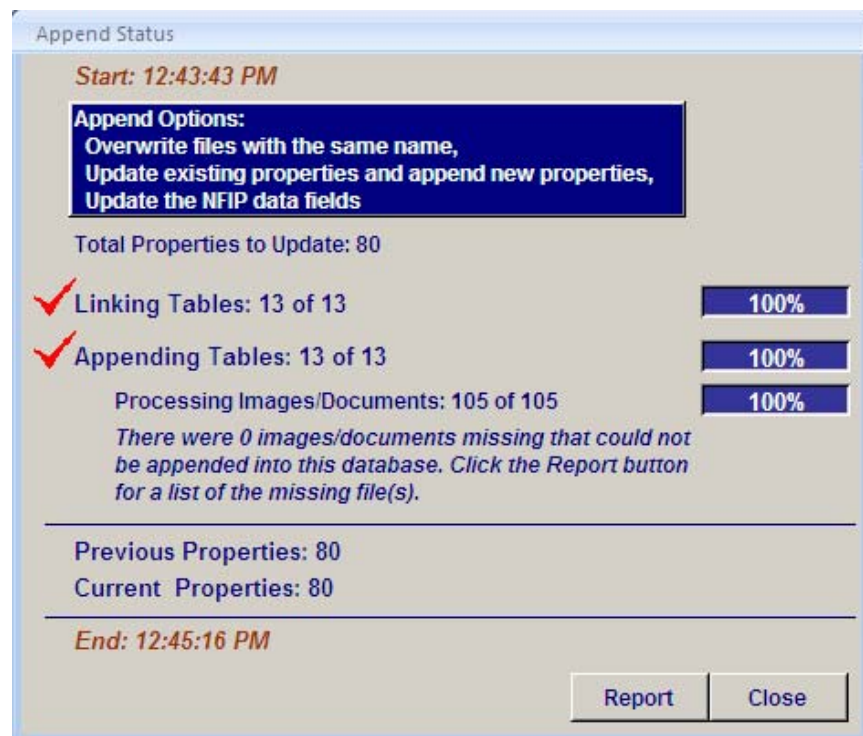 Append Status
Start: 12:43:43 PM
Append Options:
Overwrite files with the same name,
Update existing properties and append new properties,
Update the NFIP data fields
Total Properties to Update: 80
Linking Tables: 13 of 13
100%
Appending Tables: 13 of 13
100%
Processing Images/Documents: 105 of 105
100%
There were 0 images/documents missing that could not
be appended into this database. Click the Report button
for a list of the missing file(s).
Previous Properties: 80
Current Properties: 80
End: 12:45:16 PM
Report
Close